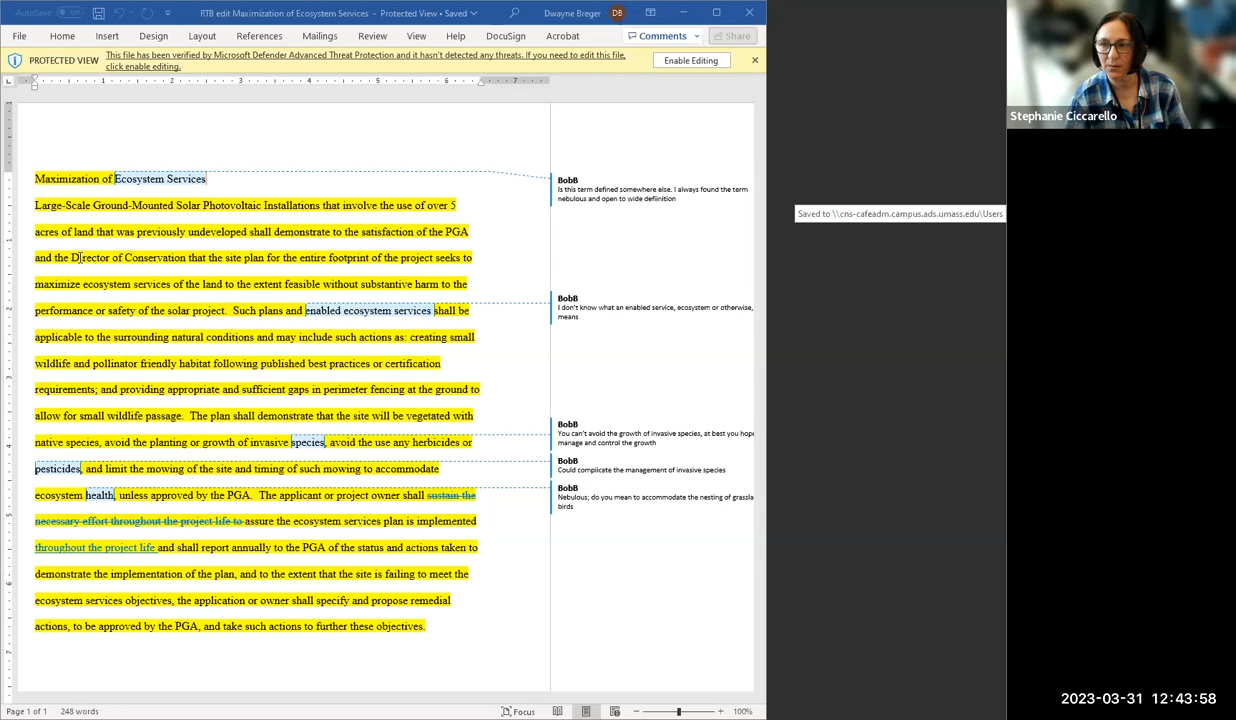 AutoSave Off RTB edit Maximization of Ecosystem Services - Protected View • Saved Dwayne Breger DB
File Home Insert Design Layout References Mailings Review View Help DocuSign Acrobat Comments Share
PROTECTED VIEW This file has been verified by Microsoft Defender Advanced Threat Protection and it hasn't detected any threats. If you need to edit this file,
click enable editing.
Enable Editing
1 2 3 4 5 6 7
Maximization of Ecosystem Services
Large-Scale Ground-Mounted Solar Photovoltaic Installations that involve the use of over 5
acres of land that was previously undeveloped shall demonstrate to the satisfaction of the PGA
and the Director of Conservation that the site plan for the entire footprint of the project seeks to
maximize ecosystem services of the land to the extent feasible without substantive harm to the
performance or safety of the solar project. Such plans and enabled ecosystem services shall be
applicable to the surrounding natural conditions and may include such actions as: creating small
wildlife and pollinator friendly habitat following published best practices or certification
requirements; and providing appropriate and sufficient gaps in perimeter fencing at the ground to
allow for small wildlife passage. The plan shall demonstrate that the site will be vegetated with
native species, avoid the planting or growth of invasive species, avoid the use any herbicides or
pesticides, and limit the mowing of the site and timing of such mowing to accommodate
ecosystem health, unless approved by the PGA. The applicant or project owner shall sustain the
necessary effort throughout the project life to assure the ecosystem services plan is implemented
throughout the project life and shall report annually to the PGA of the status and actions taken to
demonstrate the implementation of the plan, and to the extent that the site is failing to meet the
ecosystem services objectives, the application or owner shall specify and propose remedial
actions, to be approved by the PGA, and take such actions to further these objectives.
BobB
Is this term defined somewhere else. I always found the term
nebulous and open to wide defiinition
BobB
I don't know what an enabled service, ecosystem or otherwise,
means
BobB
You can't avoid the growth of invasive species, at best you hope
manage and control the growth
BobB
Could complicate the management of invasive species
BobB
Nebulous; do you mean to accommodate the nesting of grassla
birds
Page 1 of 1 248 words Focus 100%
Saved to \\cns-cafeadm.campus.ads.umass.edu\Users
Stephanie Ciccarello
2023-03-31 12:43:58